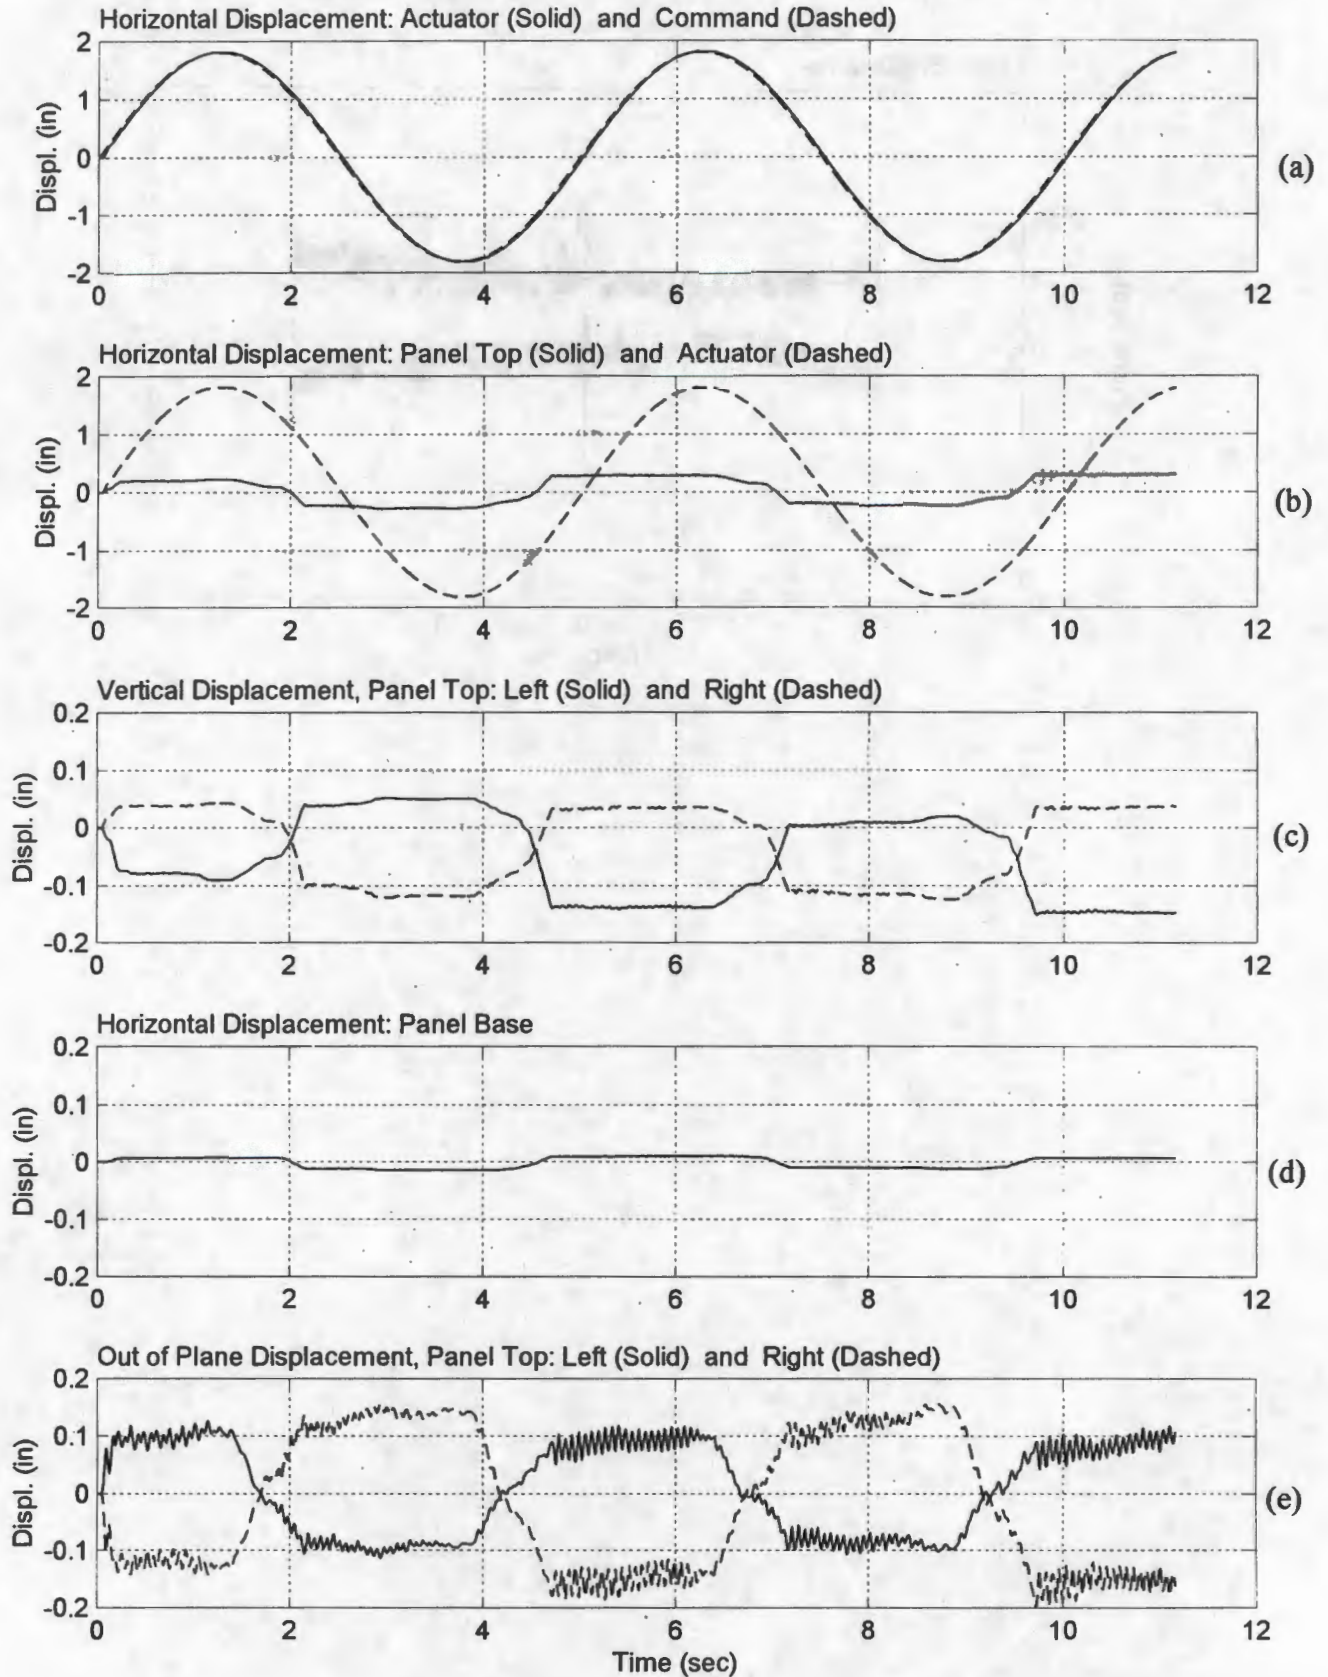 Horizontal Displacement: Actuator (Solid) and Command (Dashed)
2
1
0
-1
-2
Displ. (in)
0 2 4 6 8 10 12
(a)
Horizontal Displacement: Panel Top (Solid) and Actuator (Dashed)
2
1
0
-1
-2
Displ. (in)
0 2 4 6 8 10 12
(b)
Vertical Displacement, Panel Top: Left (Solid) and Right (Dashed)
0.2
0.1
0
-0.1
-0.2
Displ. (in)
0 2 4 6 8 10 12
(c)
Horizontal Displacement: Panel Base
0.2
0.1
0
-0.1
-0.2
Displ. (in)
0 2 4 6 8 10 12
(d)
Out of Plane Displacement, Panel Top: Left (Solid) and Right (Dashed)
0.2
0.1
0
-0.1
-0.2
Displ. (in)
0 2 4 6 8 10 12
(e)
Time (sec)